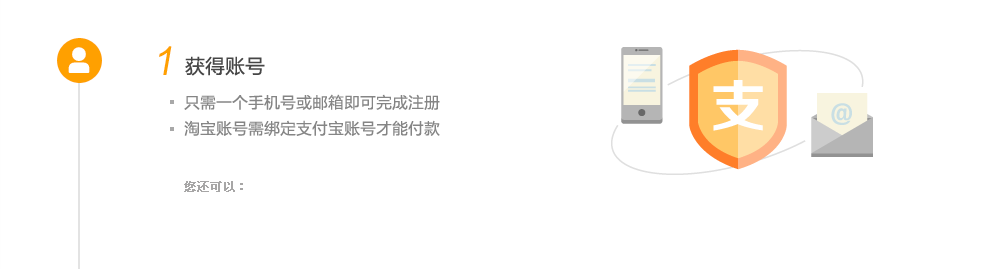 1 获得账号
只需一个手机号或邮箱即可完成注册
淘宝账号需绑定支付宝账号才能付款
您还可以：
支
@